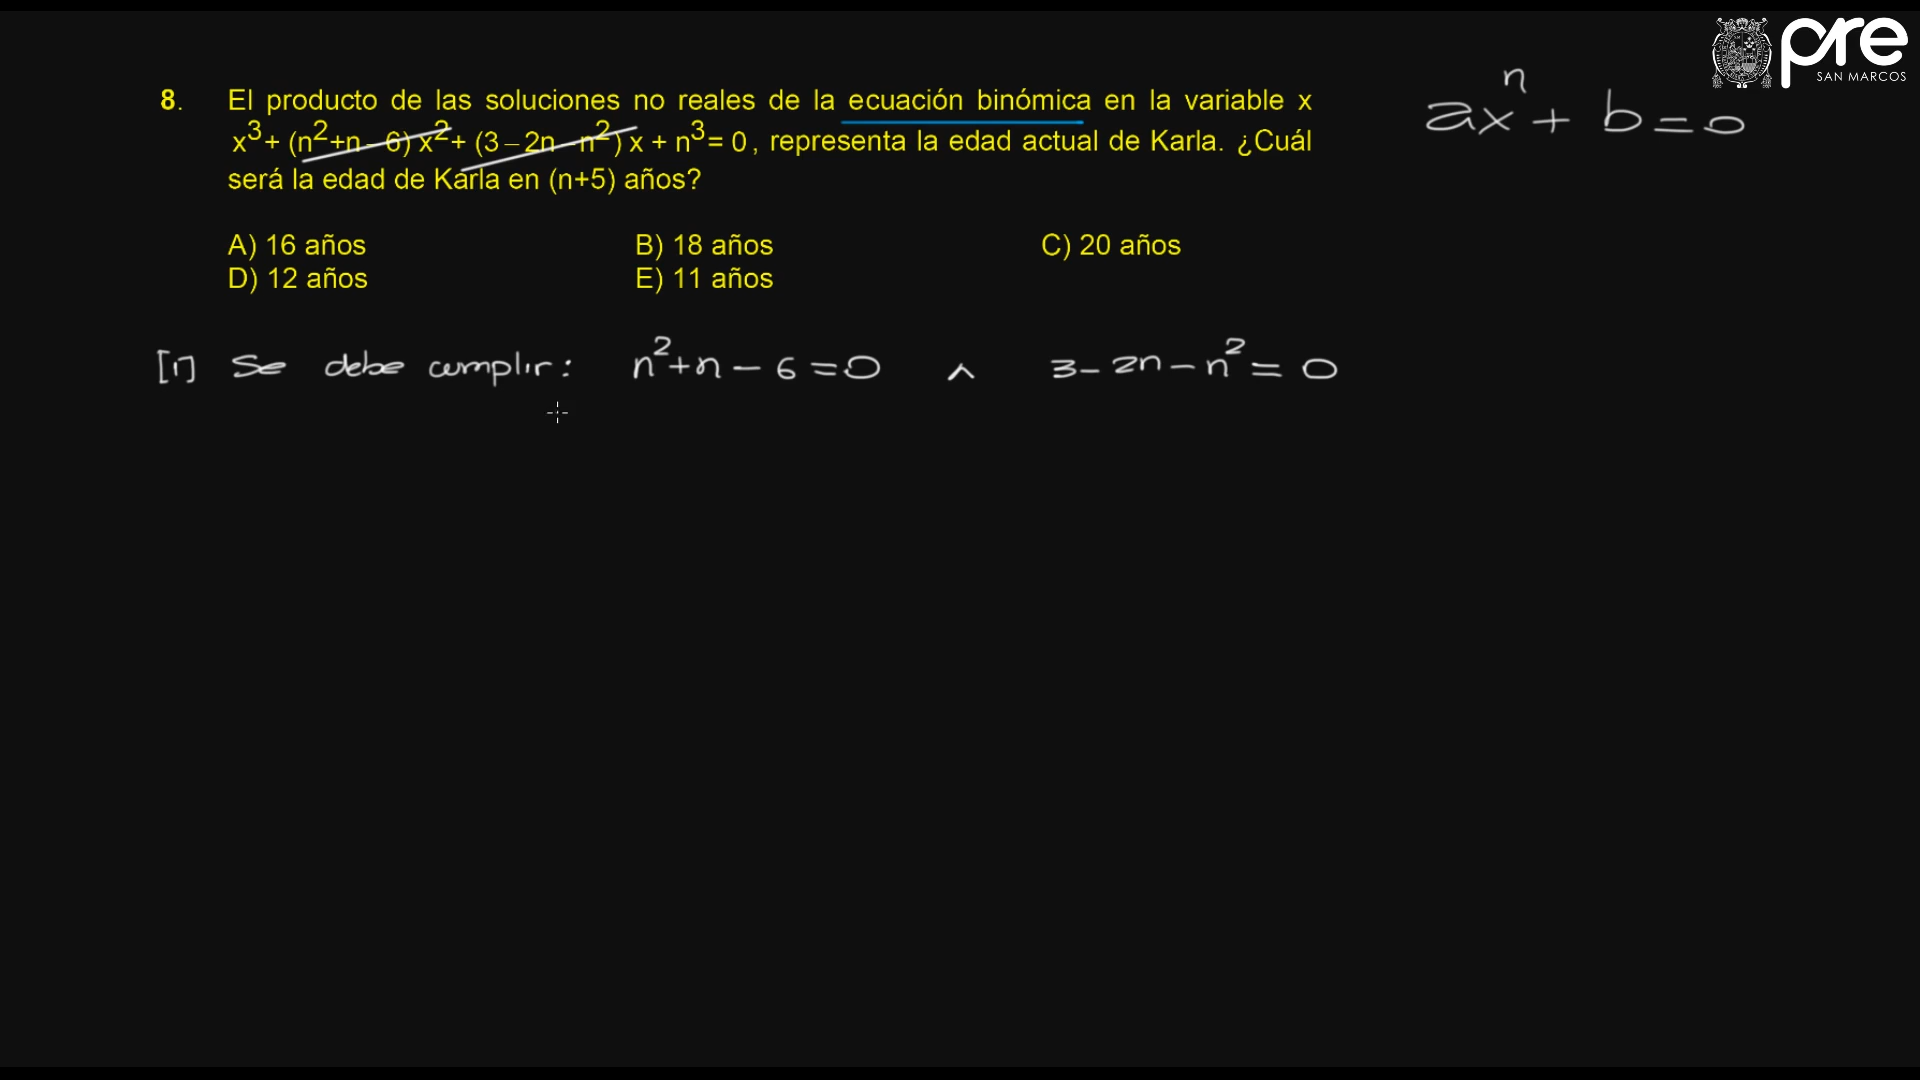 pre
SAN MARCOS
8. El producto de las soluciones no reales de la ecuación binómica en la variable x
x³ + (n²+n–6) x² + (3–2n–n²) x + n³ = 0, representa la edad actual de Karla. ¿Cuál
será la edad de Karla en (n+5) años?
axⁿ + b = 0
A) 16 años B) 18 años C) 20 años
D) 12 años E) 11 años
[1] Se debe cumplir: n²+n–6=0 ∧ 3–2n–n²=0